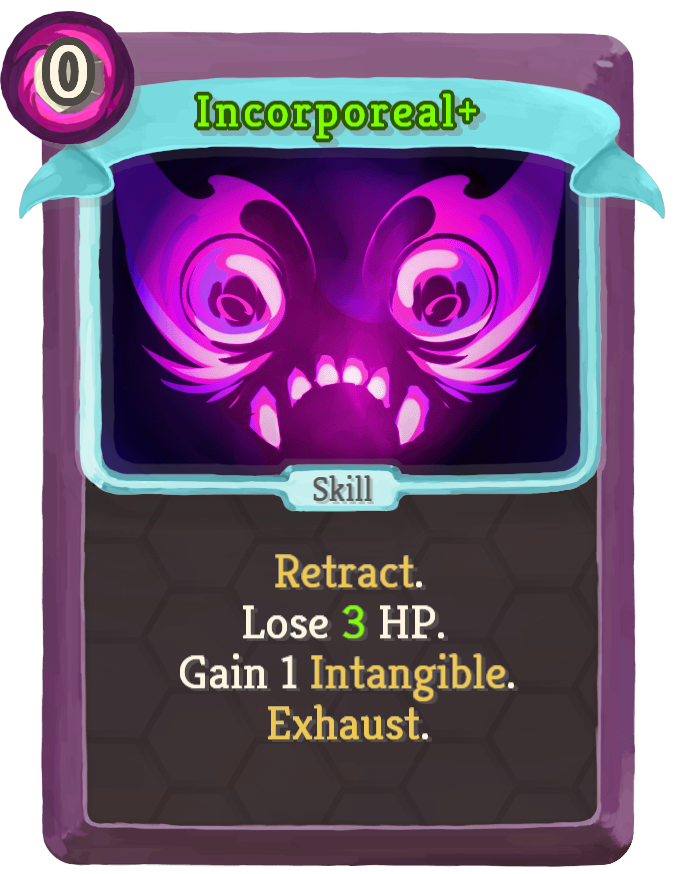 0
Incorporeal+
Skill
Retract.
Lose 3 HP.
Gain 1 Intangible.
Exhaust.